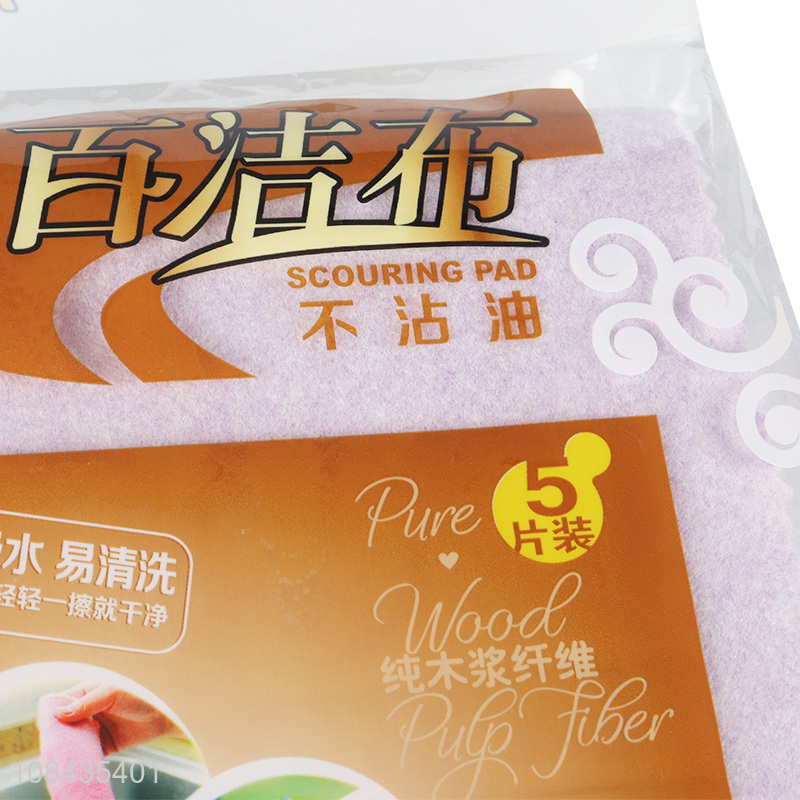 百洁布
SCOURING PAD
不沾油
5
片装
Pure
Wood
纯木浆纤维
Pulp Fiber
水 易清洗
轻轻一擦就干净
108435401